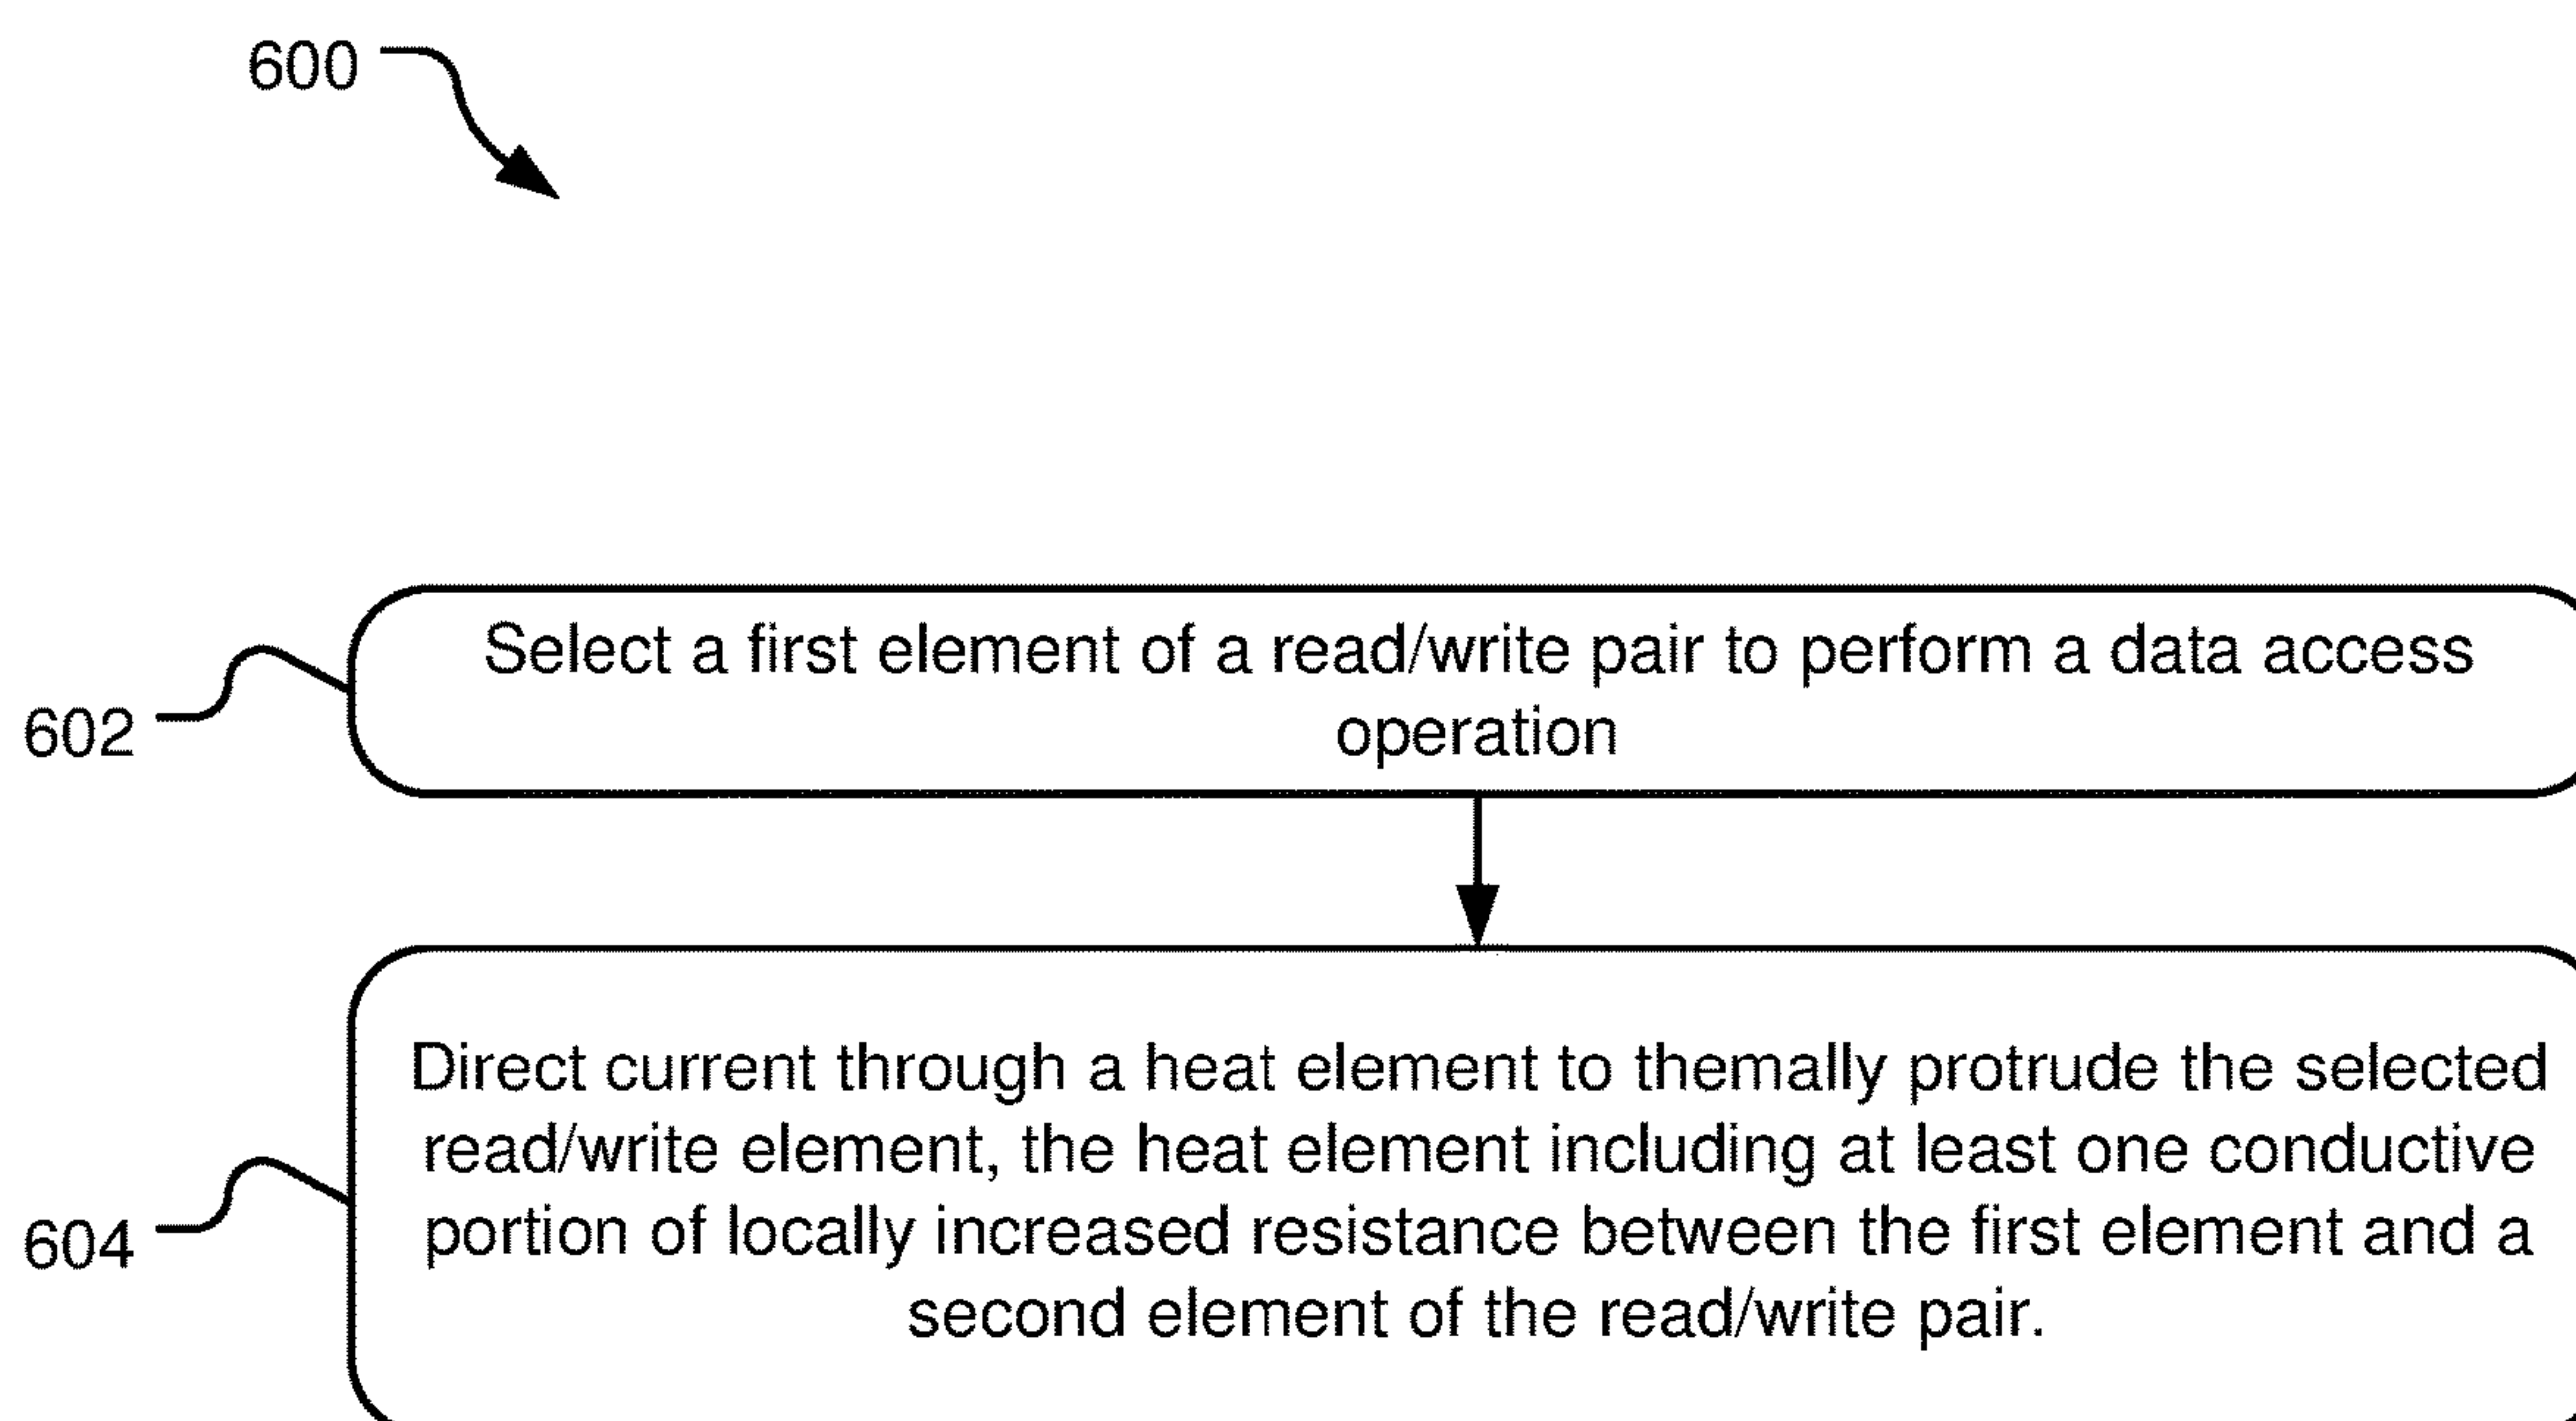 600
Select a first element of a read/write pair to perform a data access
operation
602
Direct current through a heat element to themally protrude the selected
read/write element, the heat element including at least one conductive
portion of locally increased resistance between the first element and a
second element of the read/write pair.
604